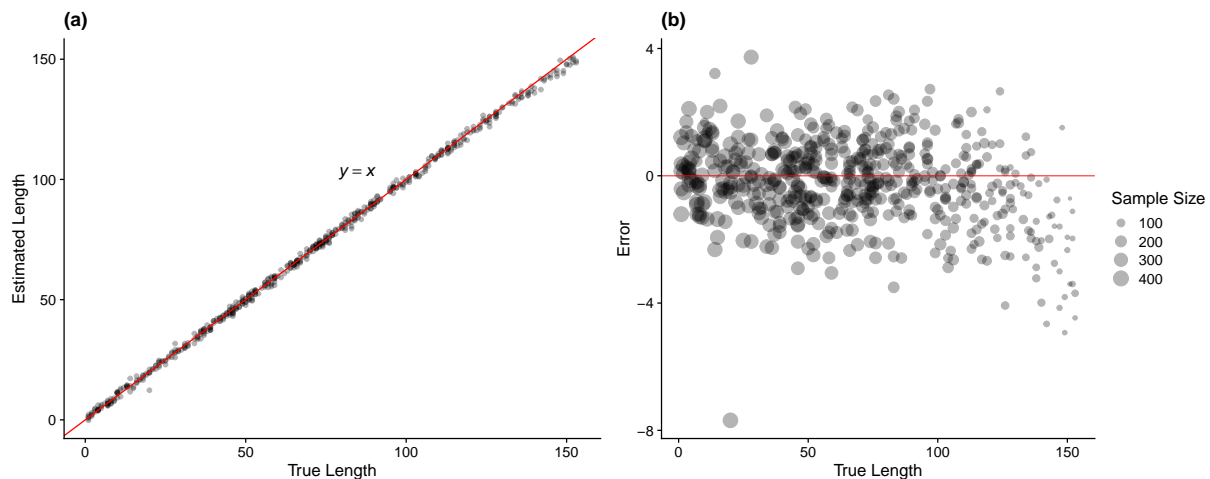 (a)
150
100
50
0
Estimated Length
y = x
0 50 100 150
True Length
(b)
4
0
−4
−8
Error
0 50 100 150
True Length
Sample Size
100
200
300
400